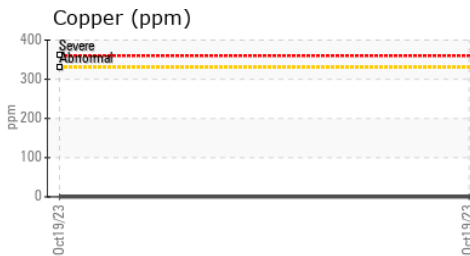 Copper (ppm)
400
Severe
Abnormal
300
ppm
200
100
0
Oct19/23
Oct19/23